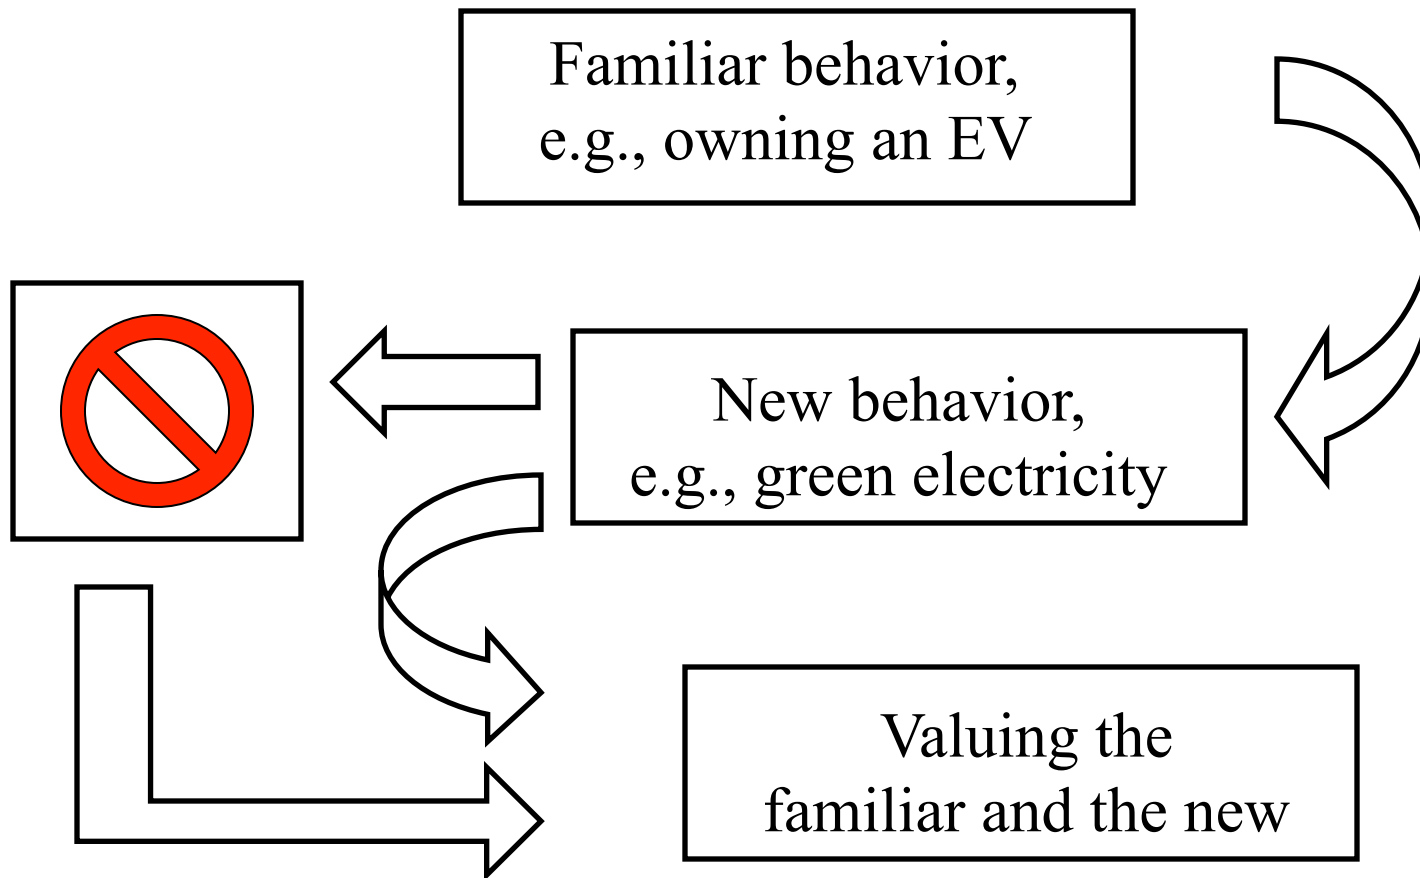 Familiar behavior,
e.g., owning an EV
New behavior,
e.g., green electricity
Valuing the
familiar and the new